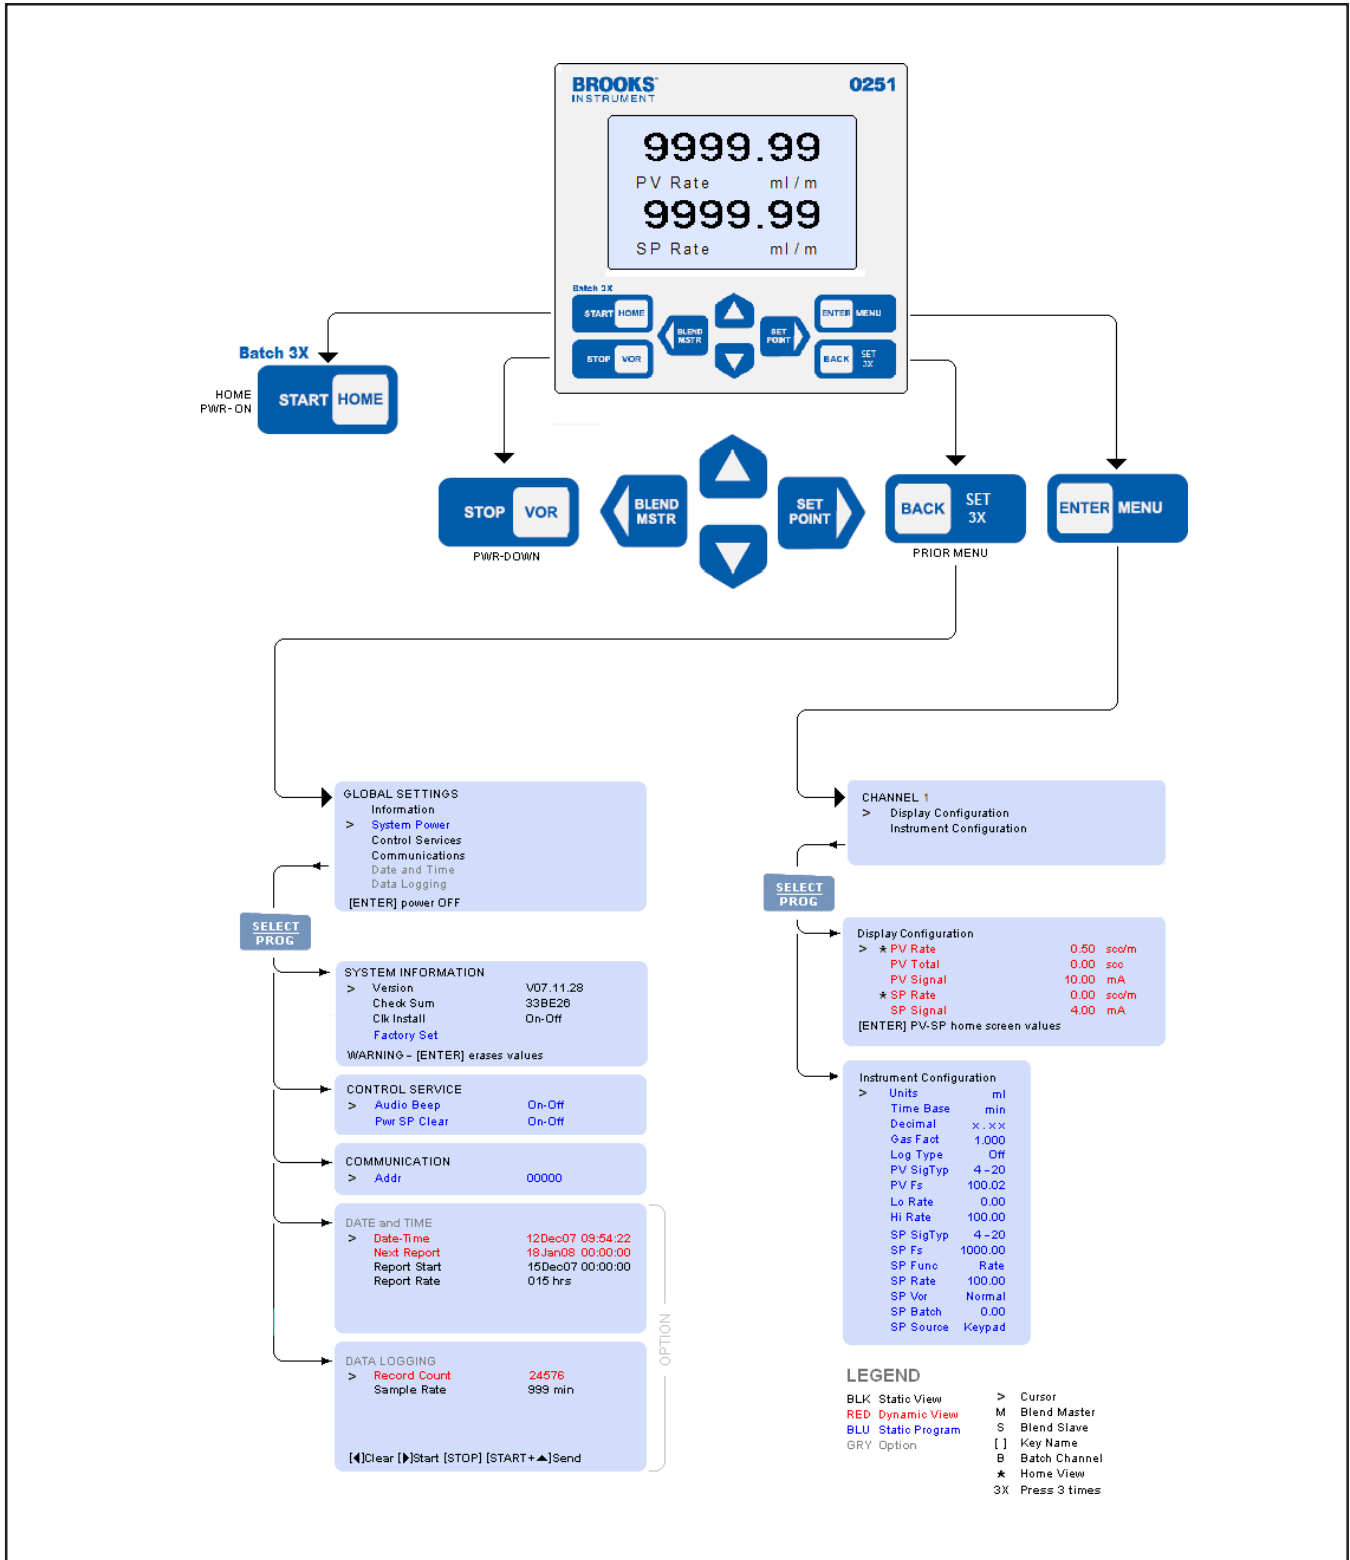 BROOKS 0251
INSTRUMENT
9999.99
PV Rate ml/m
9999.99
SP Rate ml/m
Batch 3X
START HOME
BLEND MSTR
SET POINT
ENTER MENU
STOP VOR
BACK SET 3X
Batch 3X
HOME
PWR-ON
START HOME
STOP VOR
PWR-DOWN
BLEND
MSTR
SET
POINT
BACK SET
3X
PRIOR MENU
ENTER MENU
GLOBAL SETTINGS
Information
> System Power
Control Services
Communications
Date and Time
Data Logging
[ENTER] power OFF
SELECT
PROG
SYSTEM INFORMATION
> Version V07.11.28
Check Sum 33BE26
Clk Install On-Off
Factory Set
WARNING - [ENTER] erases values
CONTROL SERVICE
> Audio Beep On-Off
Pwr SP Clear On-Off
COMMUNICATION
> Addr 00000
DATE and TIME
> Date-Time 12Dec07 09:54:22
Next Report 18Jan08 00:00:00
Report Start 15Dec07 00:00:00
Report Rate 015 hrs
DATA LOGGING
> Record Count 24576
Sample Rate 999 min
[◀]Clear [▶]Start [STOP] [START+▲]Send
OPTION
CHANNEL 1
> Display Configuration
Instrument Configuration
SELECT
PROG
Display Configuration
> * PV Rate 0.50 scc/m
PV Total 0.00 scc
PV Signal 10.00 mA
* SP Rate 0.00 scc/m
SP Signal 4.00 mA
[ENTER] PV-SP home screen values
Instrument Configuration
> Units ml
Time Base min
Decimal x.xx
Gas Fact 1.000
Log Type Off
PV SigTyp 4-20
PV Fs 100.02
Lo Rate 0.00
Hi Rate 100.00
SP SigTyp 4-20
SP Fs 1000.00
SP Func Rate
SP Rate 100.00
SP Vor Normal
SP Batch 0.00
SP Source Keypad
LEGEND
BLK Static View
RED Dynamic View
BLU Static Program
GRY Option
> Cursor
M Blend Master
S Blend Slave
[ ] Key Name
B Batch Channel
* Home View
3X Press 3 times